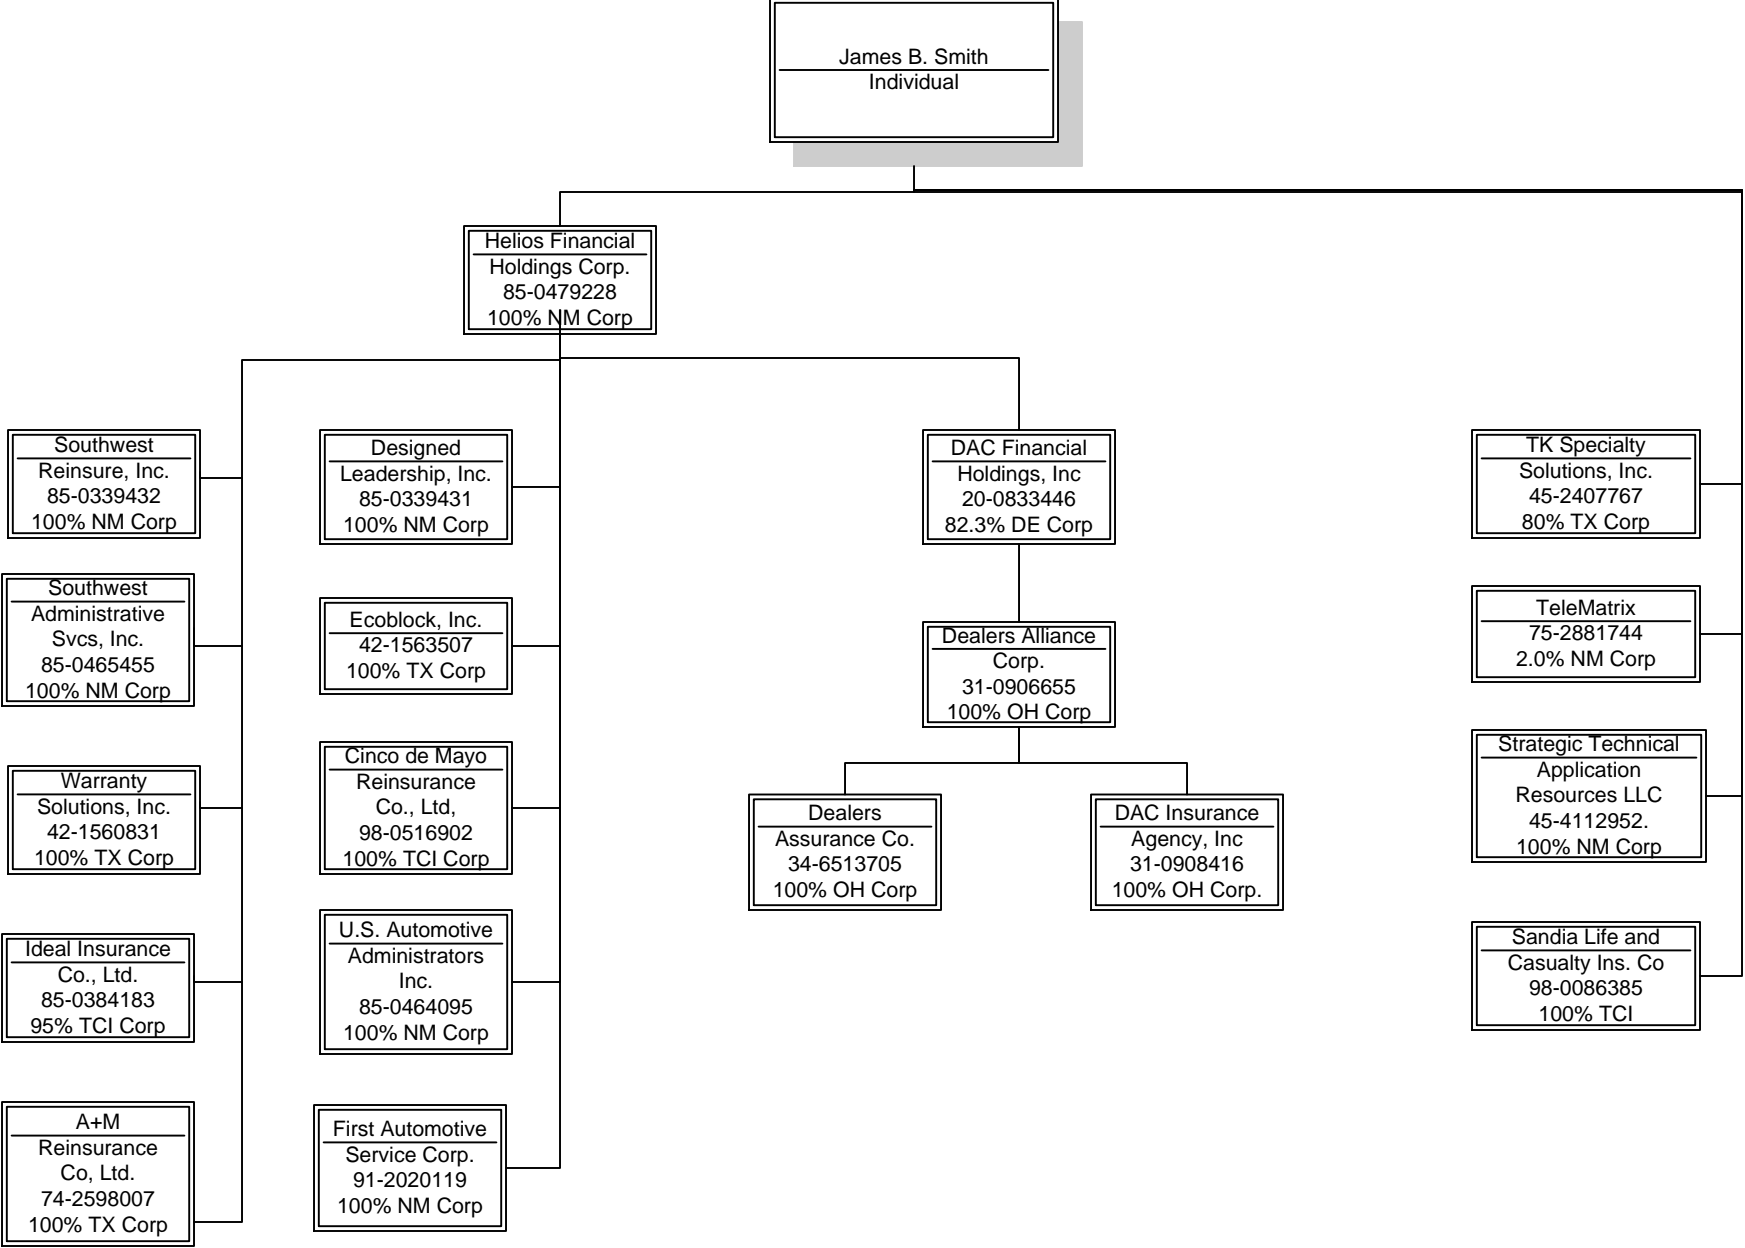 James B. Smith
Individual
Helios Financial
Holdings Corp.
85-0479228
100% NM Corp
Southwest
Reinsure, Inc.
85-0339432
100% NM Corp
Southwest
Administrative
Svcs, Inc.
85-0465455
100% NM Corp
Warranty
Solutions, Inc.
42-1560831
100% TX Corp
Ideal Insurance
Co., Ltd.
85-0384183
95% TCI Corp
A+M
Reinsurance
Co, Ltd.
74-2598007
100% TX Corp
Designed
Leadership, Inc.
85-0339431
100% NM Corp
Ecoblock, Inc.
42-1563507
100% TX Corp
Cinco de Mayo
Reinsurance
Co., Ltd,
98-0516902
100% TCI Corp
U.S. Automotive
Administrators
Inc.
85-0464095
100% NM Corp
First Automotive
Service Corp.
91-2020119
100% NM Corp
DAC Financial
Holdings, Inc
20-0833446
82.3% DE Corp
Dealers Alliance
Corp.
31-0906655
100% OH Corp
Dealers
Assurance Co.
34-6513705
100% OH Corp
DAC Insurance
Agency, Inc
31-0908416
100% OH Corp.
TK Specialty
Solutions, Inc.
45-2407767
80% TX Corp
TeleMatrix
75-2881744
2.0% NM Corp
Strategic Technical
Application
Resources LLC
45-4112952.
100% NM Corp
Sandia Life and
Casualty Ins. Co
98-0086385
100% TCI